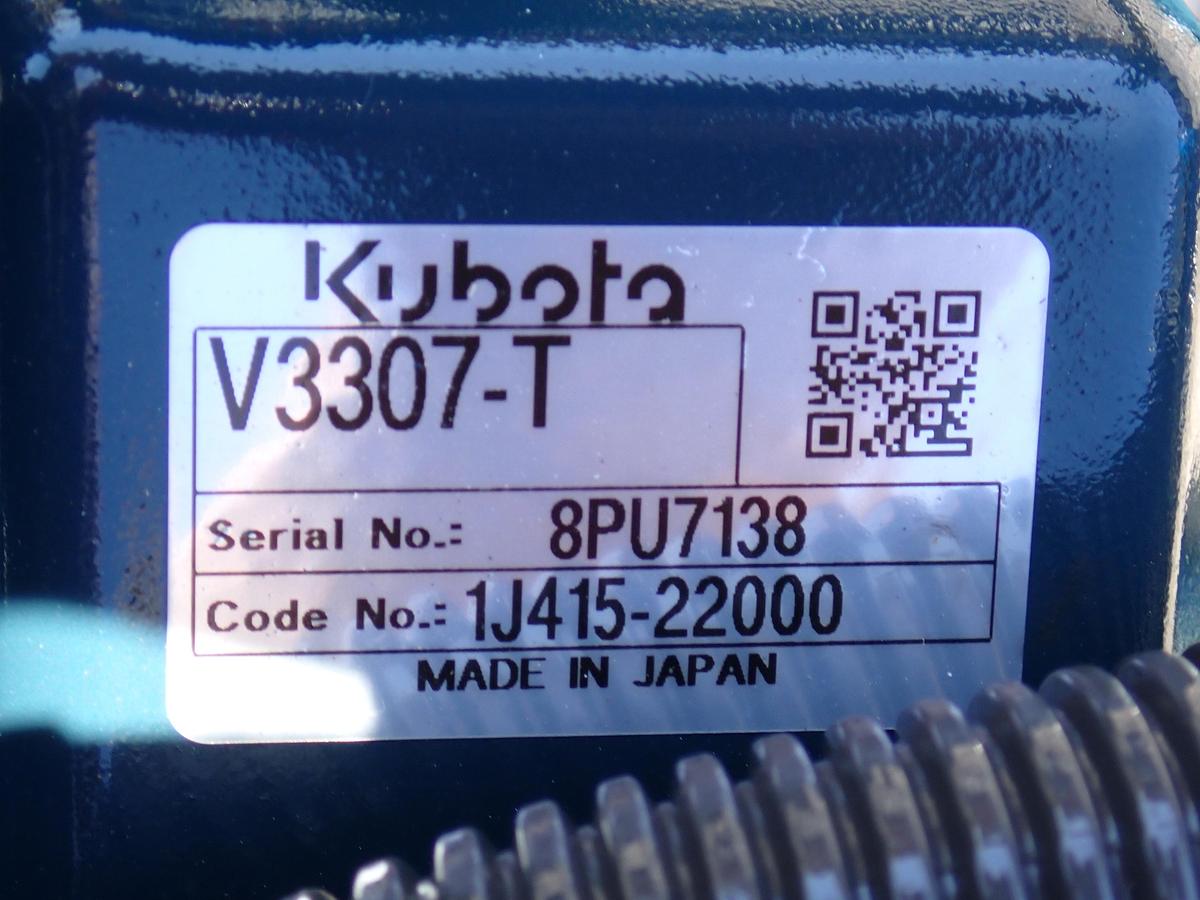 Kubota
V3307-T
Serial No.: 8PU7138
Code No.: 1J415-22000
MADE IN JAPAN